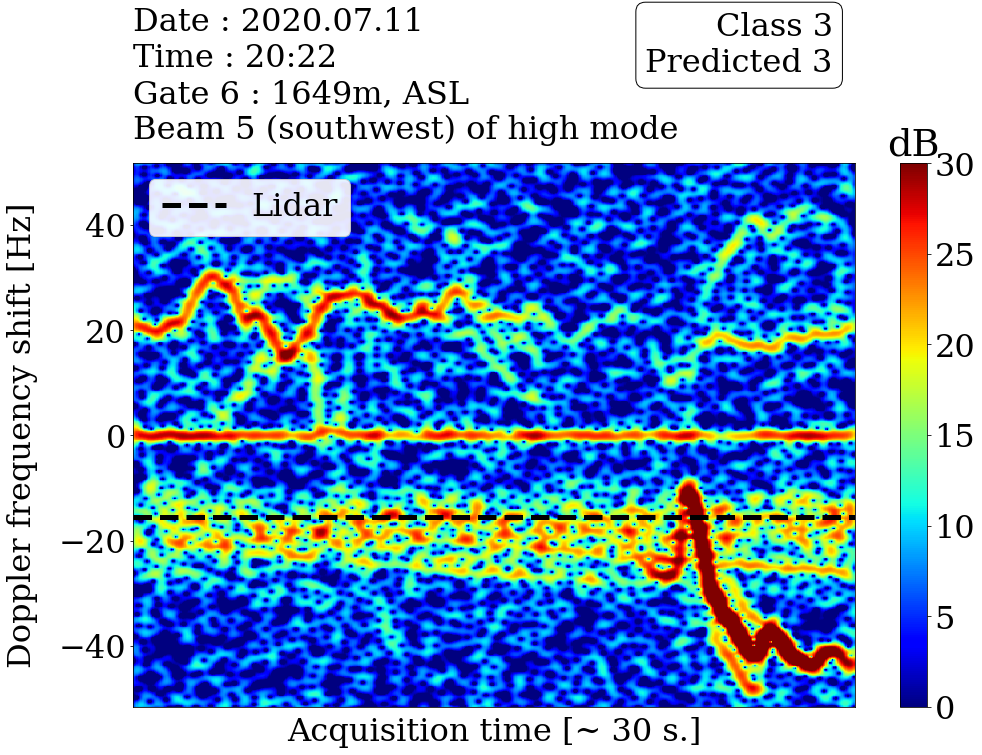 Date : 2020.07.11
Time : 20:22
Gate 6 : 1649m, ASL
Beam 5 (southwest) of high mode
Class 3
Predicted 3
dB
Lidar
Doppler frequency shift [Hz]
40
20
0
−20
−40
30
25
20
15
10
5
0
Acquisition time [~ 30 s.]